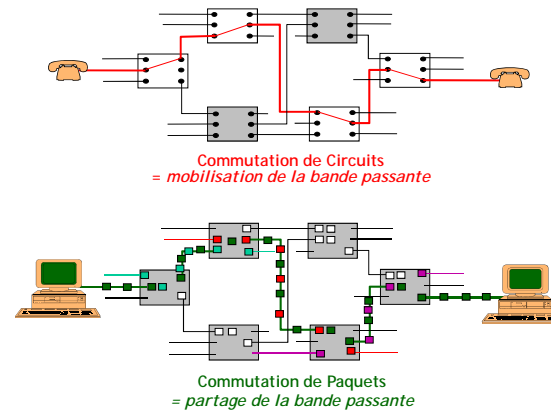 Commutation de Circuits
= mobilisation de la bande passante
Commutation de Paquets
= partage de la bande passante